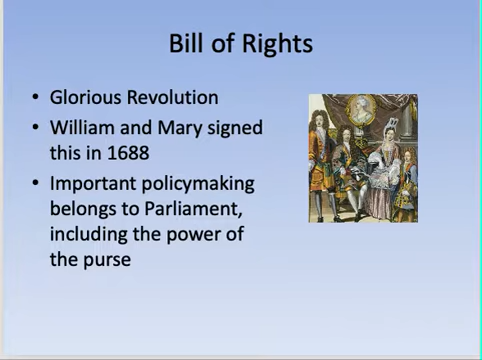 Bill of Rights
• Glorious Revolution
• William and Mary signed
this in 1688
• Important policymaking
belongs to Parliament,
including the power of
the purse